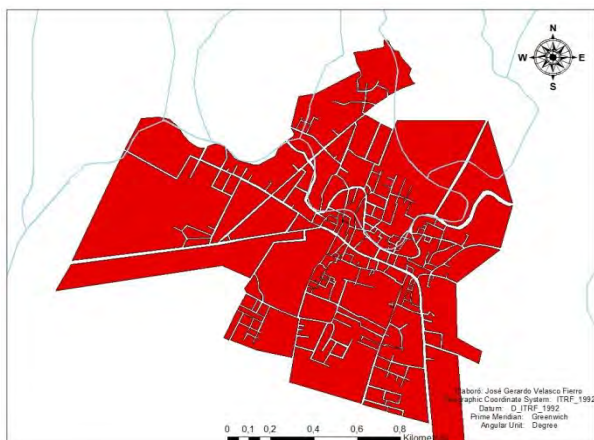 N
W E
S
Elaboró: José Gerardo Velasco Fierro
Geographic Coordinate System: ITRF_1992
Datum: D_ITRF_1992
Prime Meridian: Greenwich
Angular Unit: Degree
0 0,1 0,2 0,4 0,6 0,8